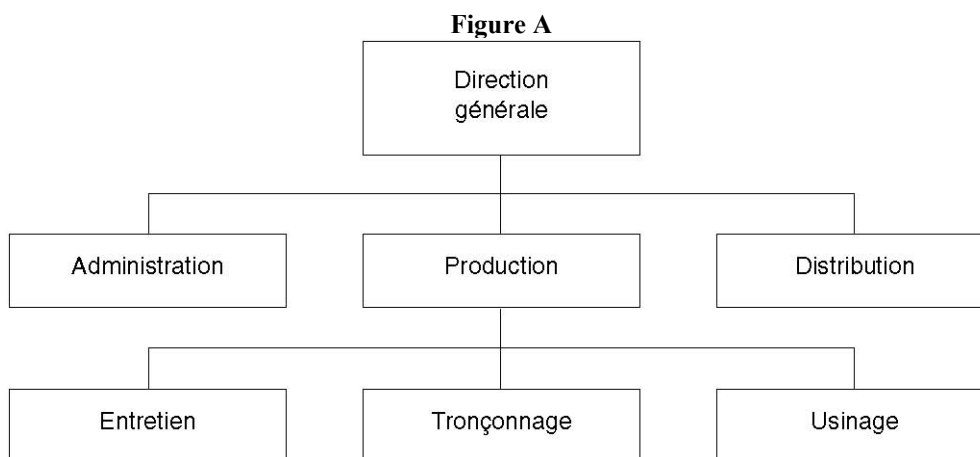 Figure A
Direction
générale
Administration
Production
Distribution
Entretien
Tronçonnage
Usinage